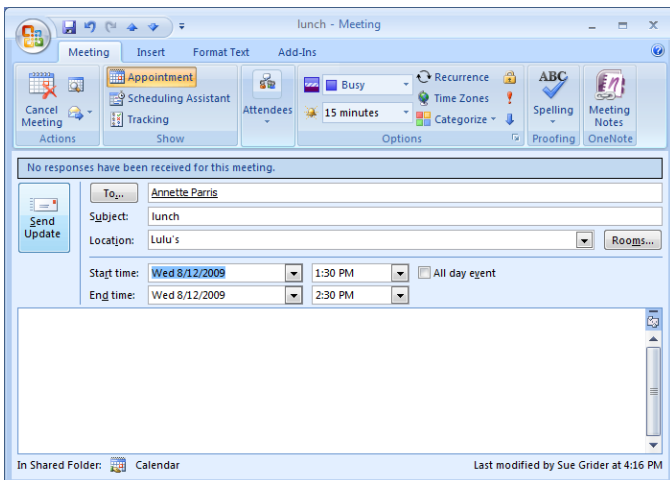 lunch - Meeting
Meeting Insert Format Text Add-Ins
Cancel Meeting
Actions
Appointment
Scheduling Assistant
Tracking
Show
Attendees
Busy
15 minutes
Recurrence
Time Zones
Categorize
Options
ABC
Spelling
Proofing
Meeting Notes
OneNote
No responses have been received for this meeting.
Send Update
To... Annette Parris
Subject: lunch
Location: Lulu's Rooms...
Start time: Wed 8/12/2009 1:30 PM All day event
End time: Wed 8/12/2009 2:30 PM
In Shared Folder: Calendar Last modified by Sue Grider at 4:16 PM